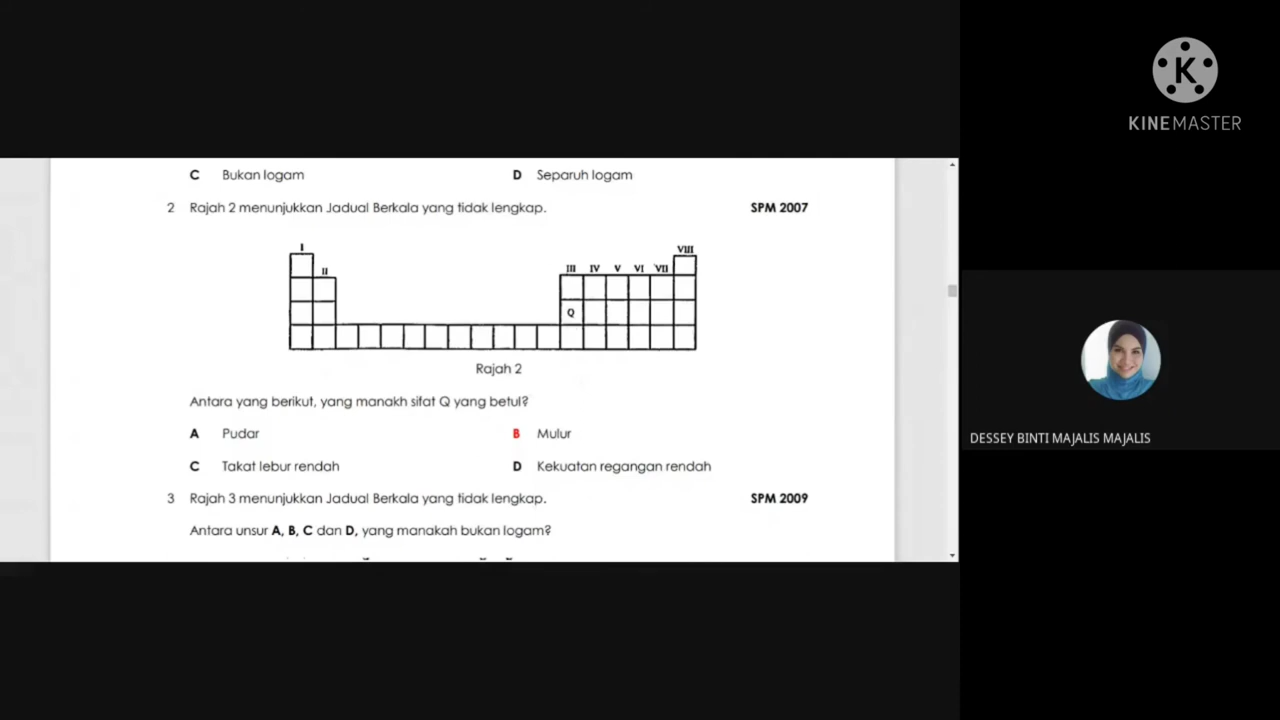 K
KINEMASTER
C Bukan logam D Separuh logam
2 Rajah 2 menunjukkan Jadual Berkala yang tidak lengkap. SPM 2007
I II III IV V VI VII VIII
Q
Rajah 2
Antara yang berikut, yang manakh sifat Q yang betul?
A Pudar B Mulur
C Takat lebur rendah D Kekuatan regangan rendah
3 Rajah 3 menunjukkan Jadual Berkala yang tidak lengkap. SPM 2009
Antara unsur A, B, C dan D, yang manakah bukan logam?
DESSEY BINTI MAJALIS MAJALIS